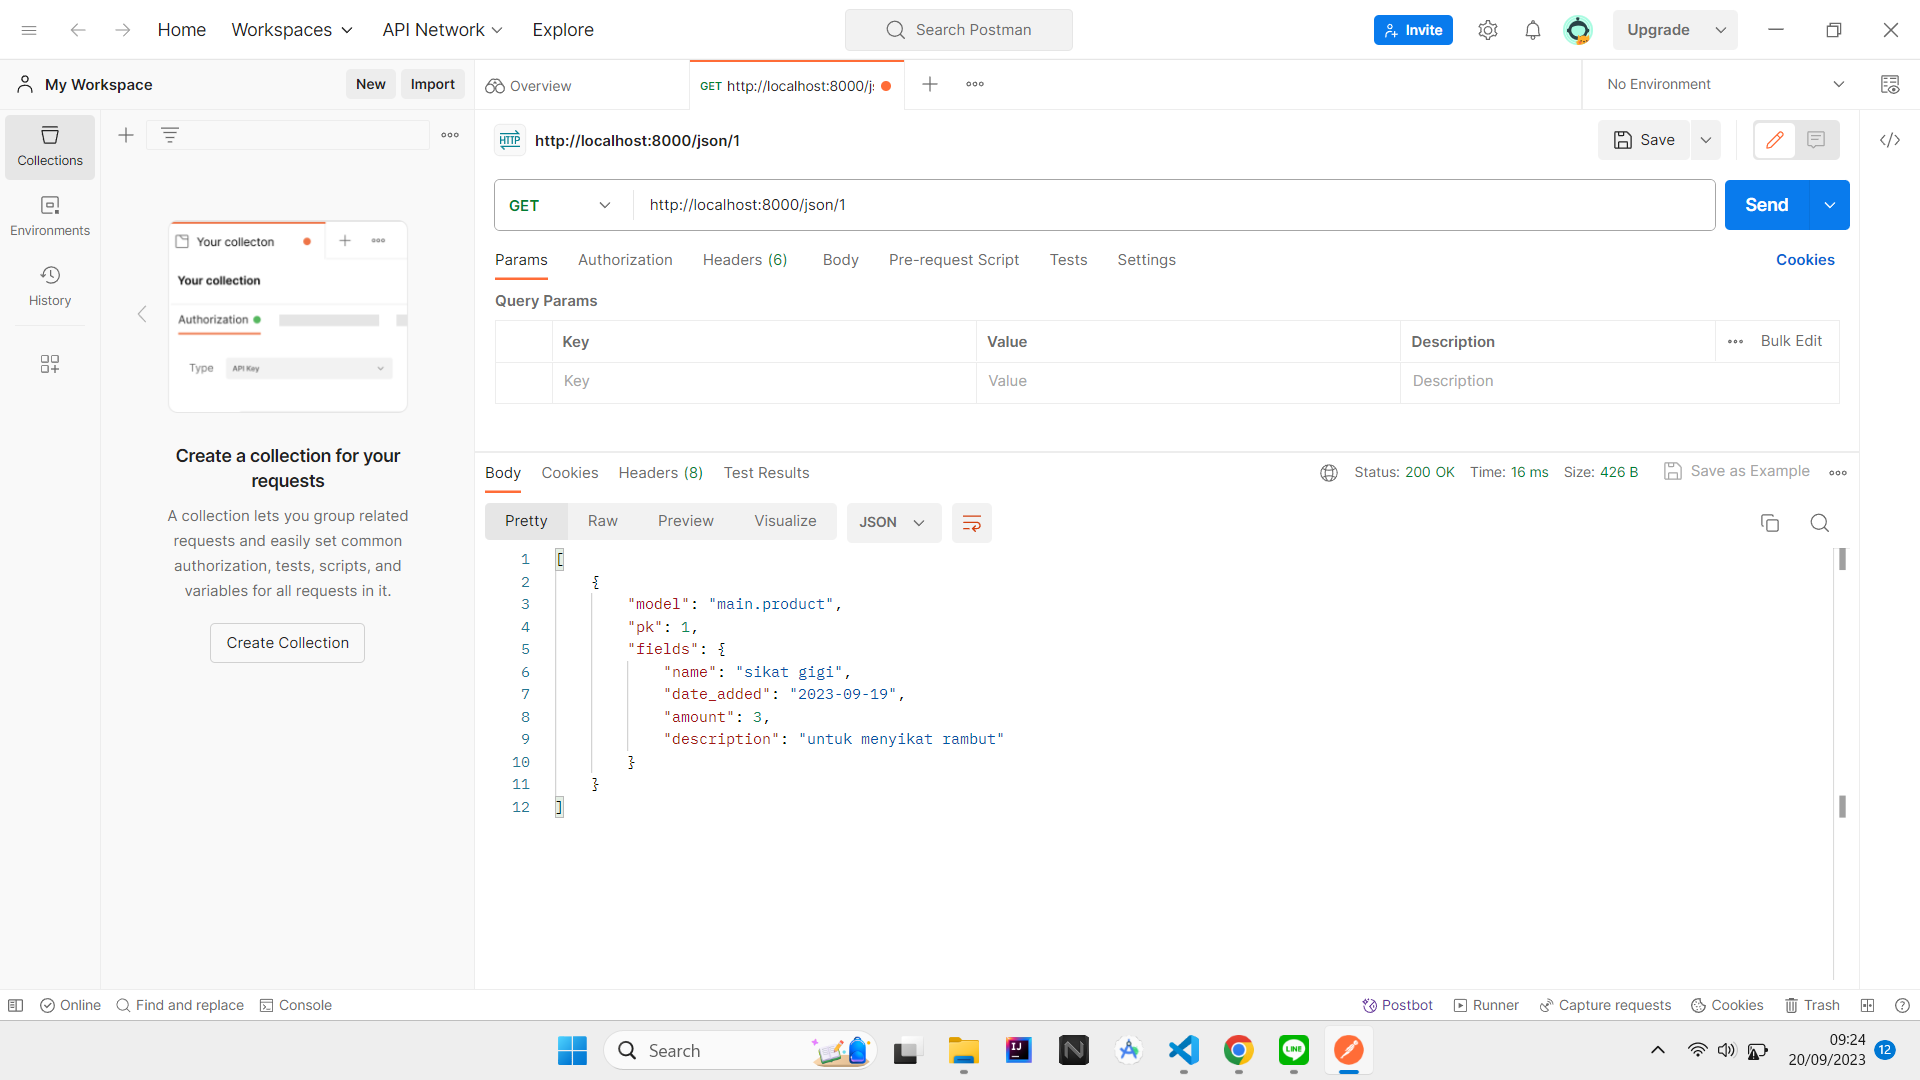 Home
Workspaces
API Network
Explore
Search Postman
Invite
Upgrade
My Workspace
New
Import
Overview
GET http://localhost:8000/js
No Environment
Collections
Environments
History
Your collecton
Your collection
Authorization
Type
API Key
Create a collection for your
requests
A collection lets you group related
requests and easily set common
authorization, tests, scripts, and
variables for all requests in it.
Create Collection
HTTP
http://localhost:8000/json/1
Save
GET
http://localhost:8000/json/1
Send
Params
Authorization
Headers (6)
Body
Pre-request Script
Tests
Settings
Cookies
Query Params
Key
Value
Description
Bulk Edit
Key
Value
Description
Body
Cookies
Headers (8)
Test Results
Status: 200 OK
Time: 16 ms
Size: 426 B
Save as Example
Pretty
Raw
Preview
Visualize
JSON
1 [
2 {
3 "model": "main.product",
4 "pk": 1,
5 "fields": {
6 "name": "sikat gigi",
7 "date_added": "2023-09-19",
8 "amount": 3,
9 "description": "untuk menyikat rambut"
10 }
11 }
12 ]
Online
Find and replace
Console
Postbot
Runner
Capture requests
Cookies
Trash
Search
IJ
N
LINE
09:24
20/09/2023
12